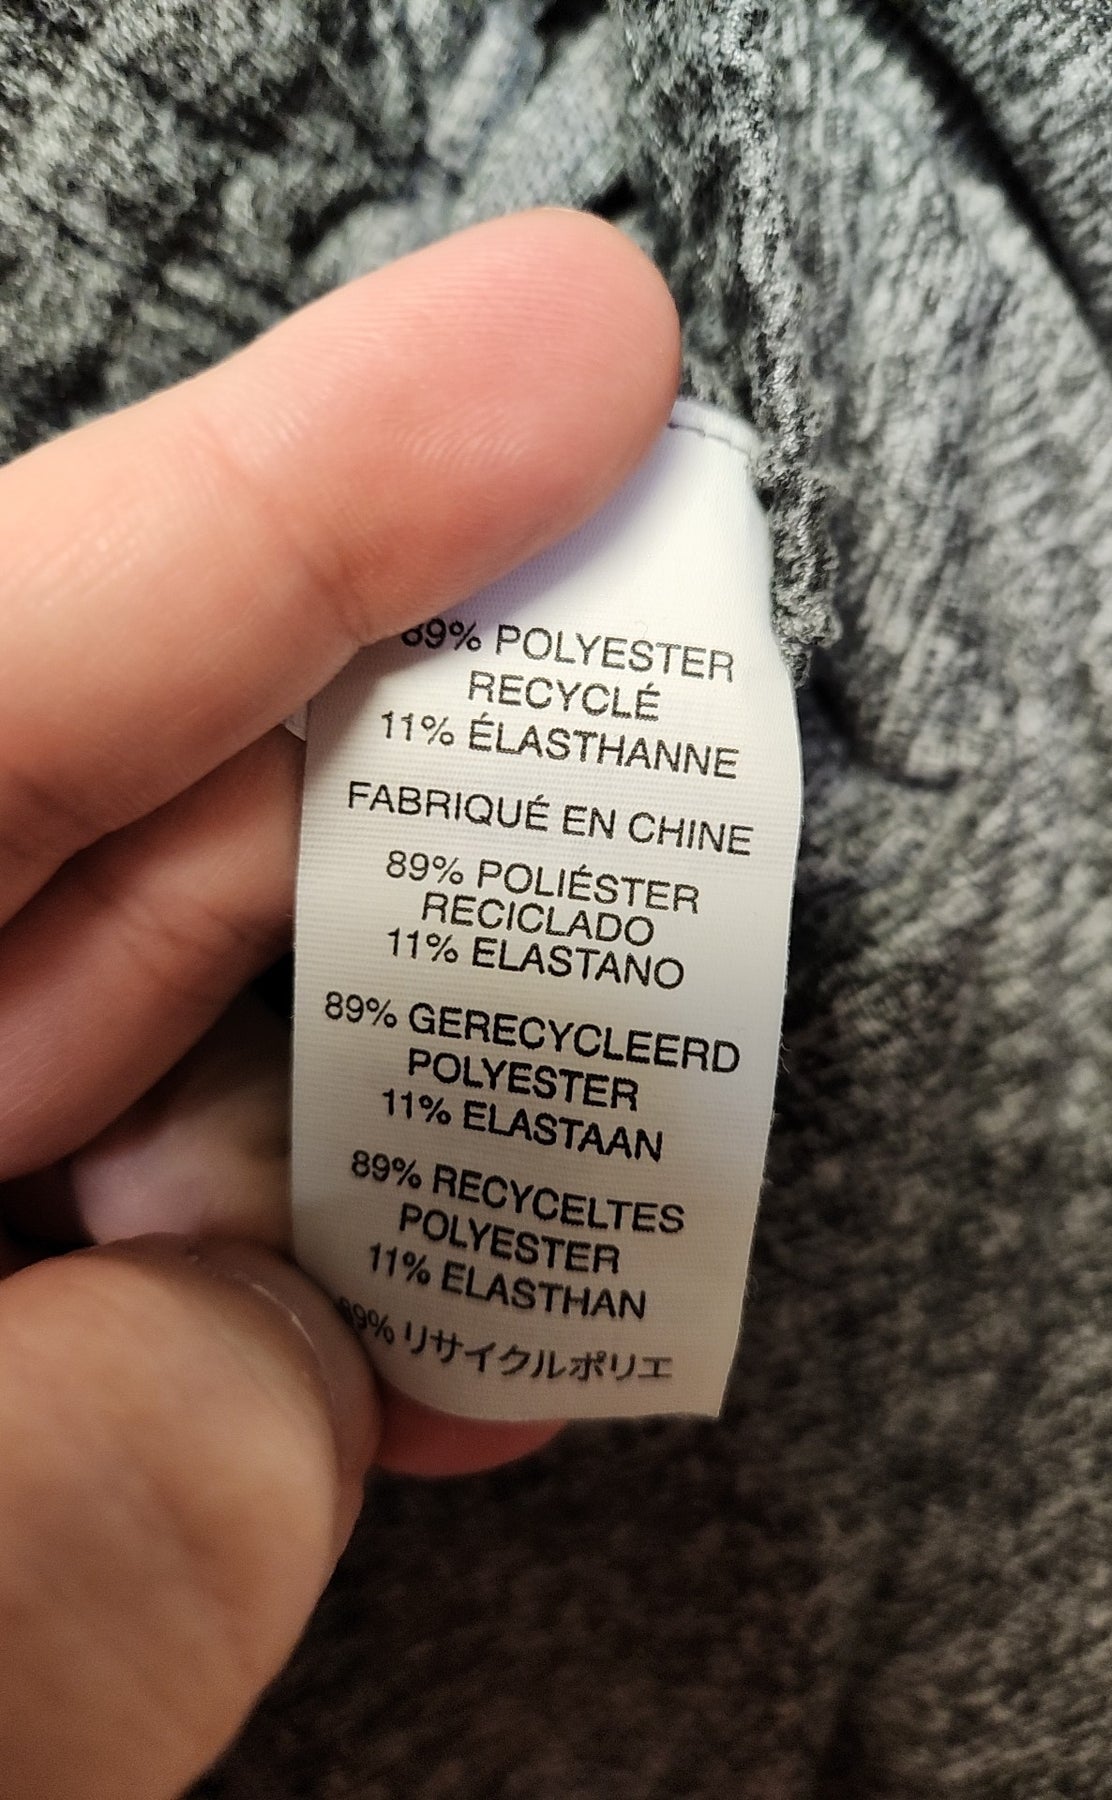 89% POLYESTER
RECYCLÉ
11% ÉLASTHANNE
FABRIQUÉ EN CHINE
89% POLIÉSTER
RECICLADO
11% ELASTANO
89% GERECYCLEERD
POLYESTER
11% ELASTAAN
89% RECYCELTES
POLYESTER
11% ELASTHAN
89% リサイクルポリエ